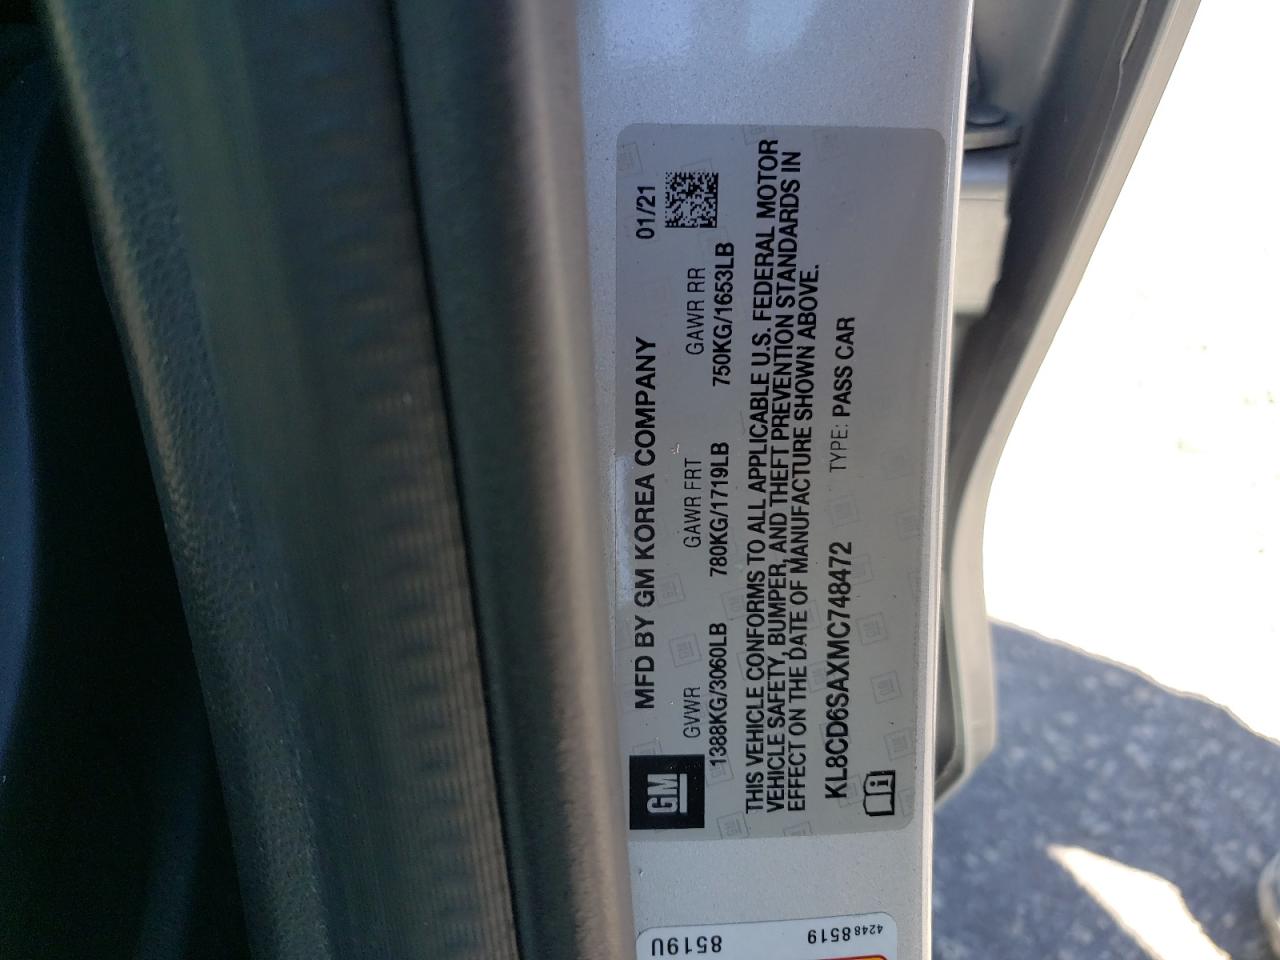 MFD BY GM KOREA COMPANY 01/21
GM
GVWR GAWR FRT GAWR RR
1388KG/3060LB 780KG/1719LB 750KG/1653LB
THIS VEHICLE CONFORMS TO ALL APPLICABLE U.S. FEDERAL MOTOR
VEHICLE SAFETY, BUMPER, AND THEFT PREVENTION STANDARDS IN
EFFECT ON THE DATE OF MANUFACTURE SHOWN ABOVE.
KL8CD6SAXMC748472 TYPE: PASS CAR
8519U
42488519